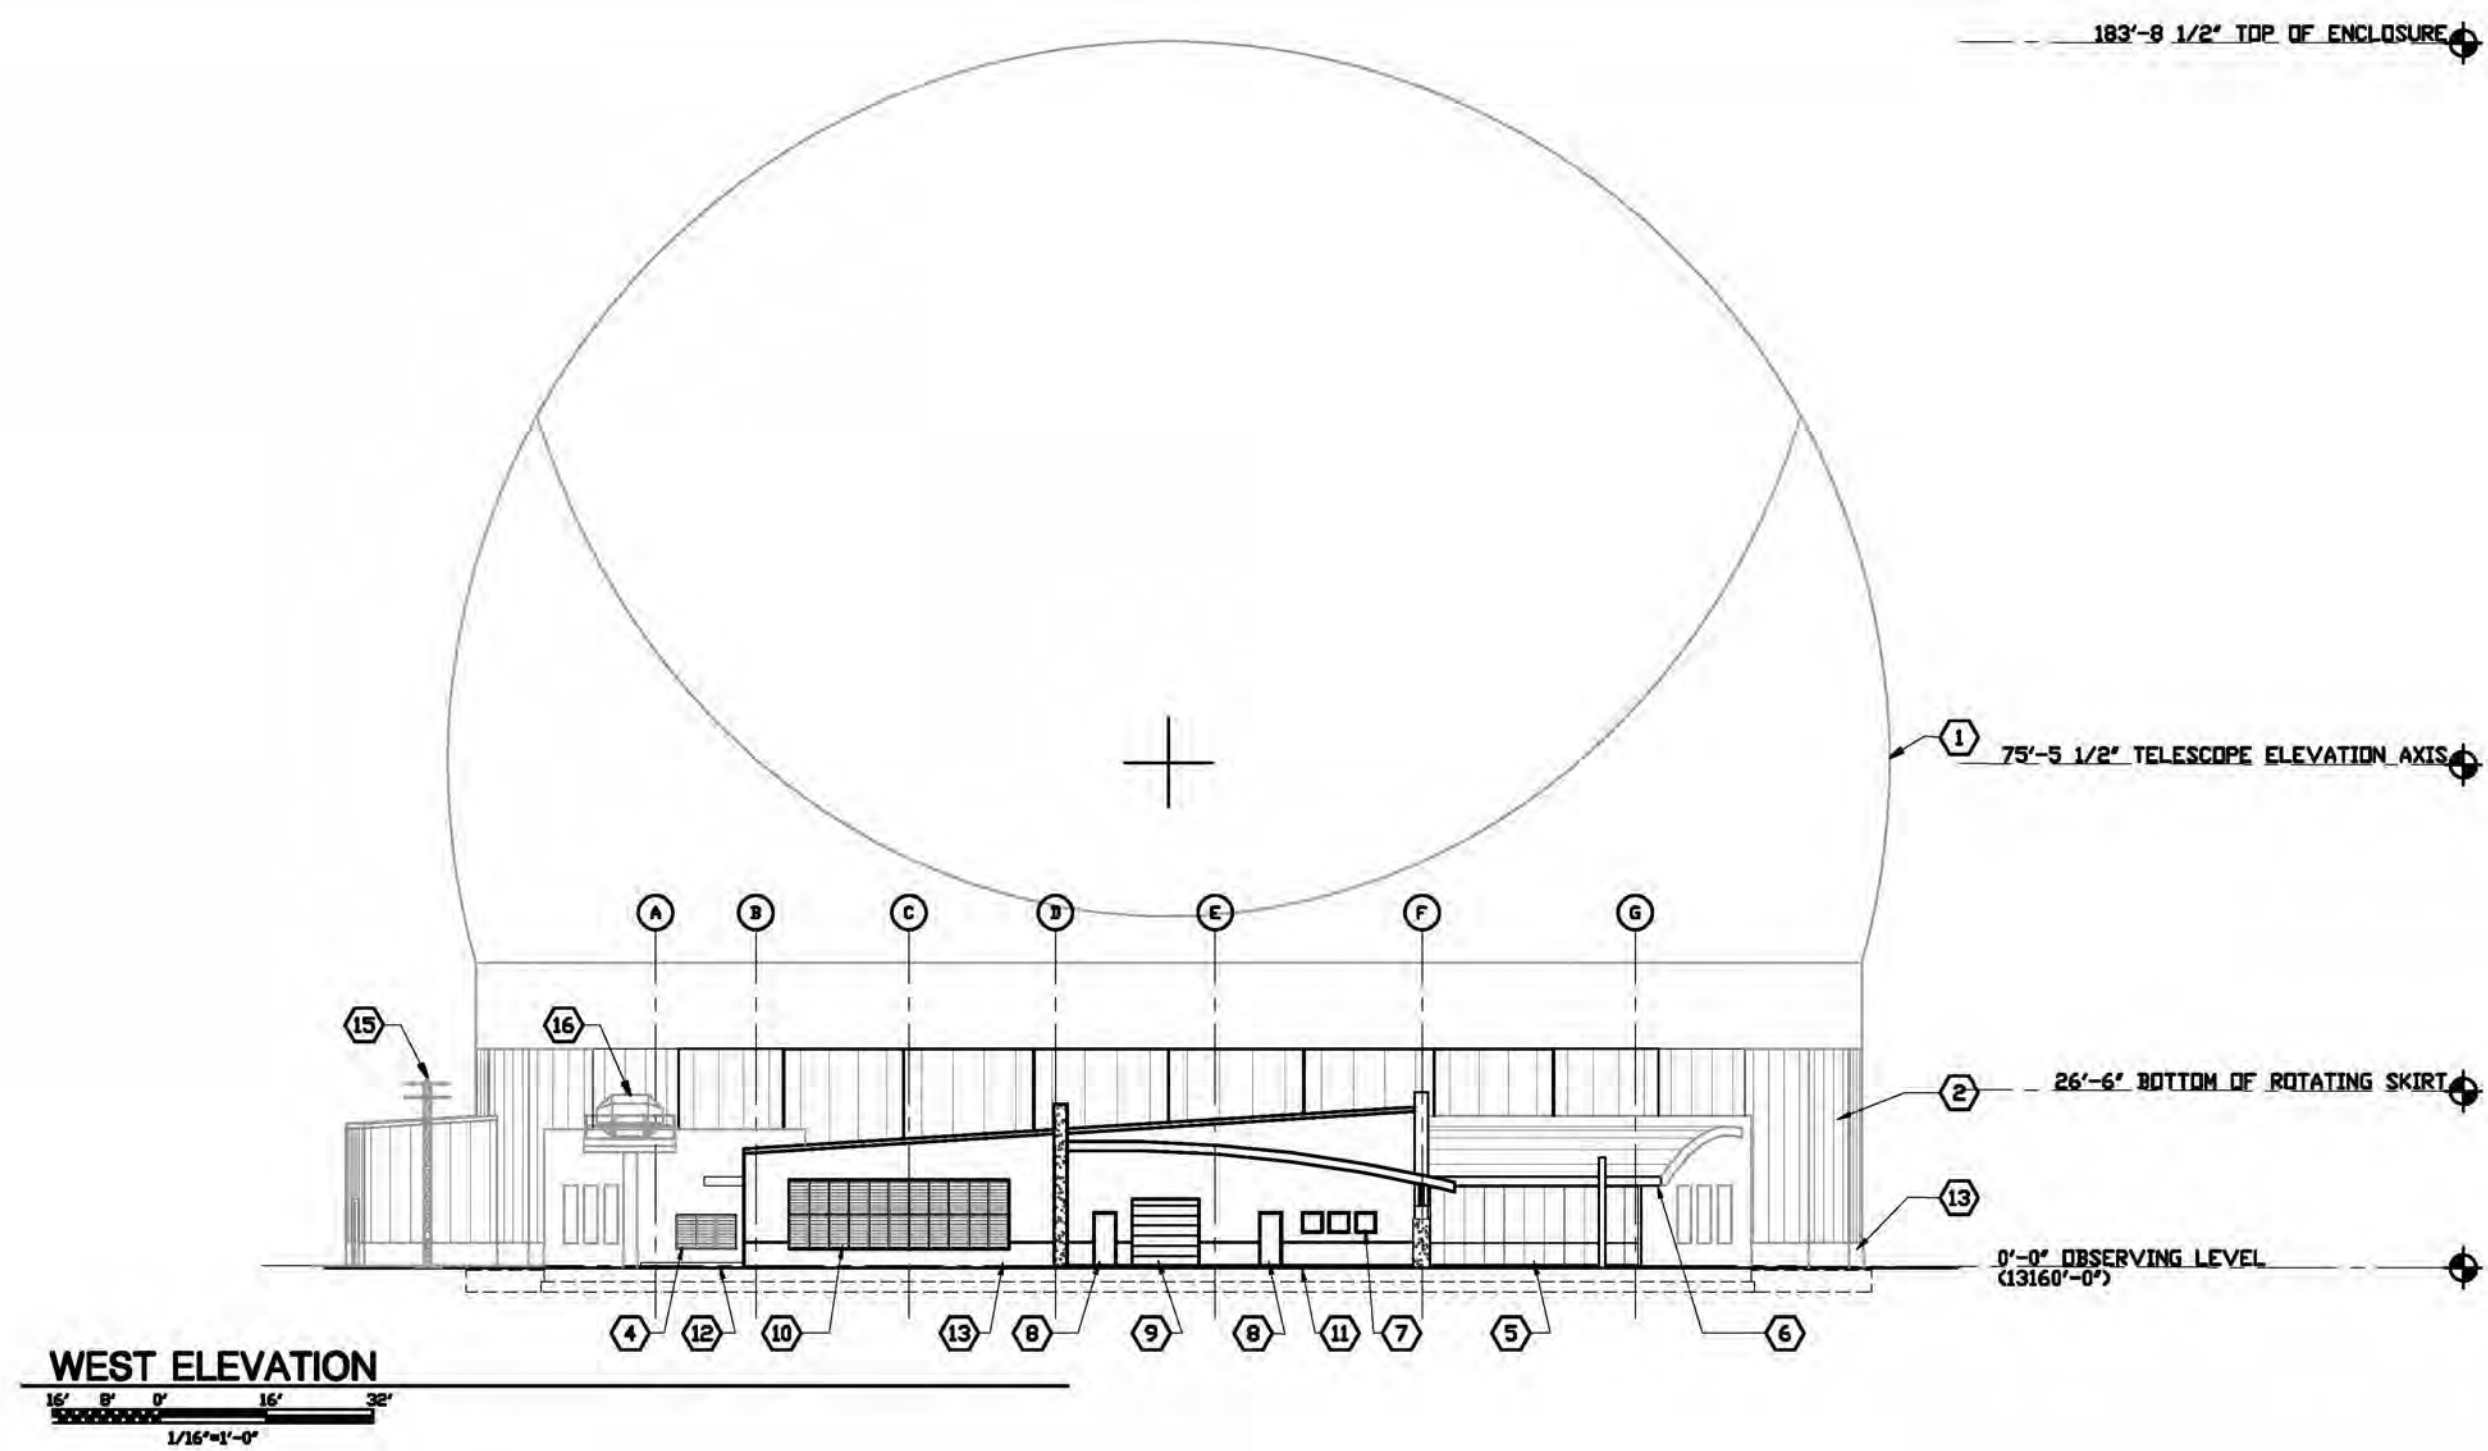 183'-8 1/2" TOP OF ENCLOSURE
1
75'-5 1/2" TELESCOPE ELEVATION AXIS
A B C D E F G
15 16
2
26'-6" BOTTOM OF ROTATING SKIRT
13
0'-0" OBSERVING LEVEL
(13160'-0")
4 12 10 13 8 9 8 11 7 5 6
WEST ELEVATION
16' 8' 0' 16' 32'
1/16"=1'-0"